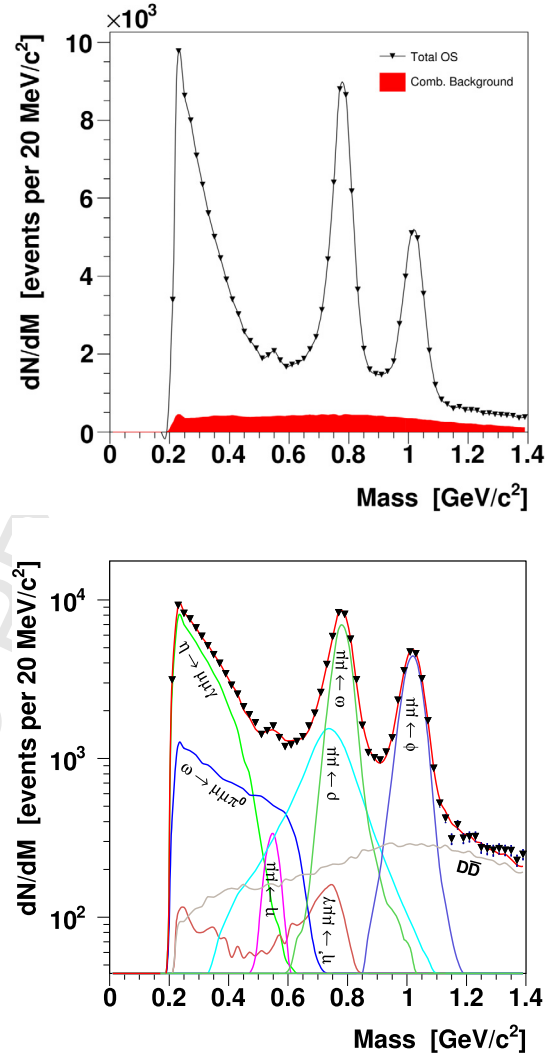 ×10³
dN/dM [events per 20 MeV/c²]
10
8
6
4
2
0
Total OS
Comb. Background
0 0.2 0.4 0.6 0.8 1 1.2 1.4
Mass [GeV/c²]
dN/dM [events per 20 MeV/c²]
10⁴
10³
10²
η → μμγ
ω → μμπ⁰
η → μμ
ρ → μμ
ω → μμ
η' → μμγ
ϕ → μμ
DD̅
0 0.2 0.4 0.6 0.8 1 1.2 1.4
Mass [GeV/c²]